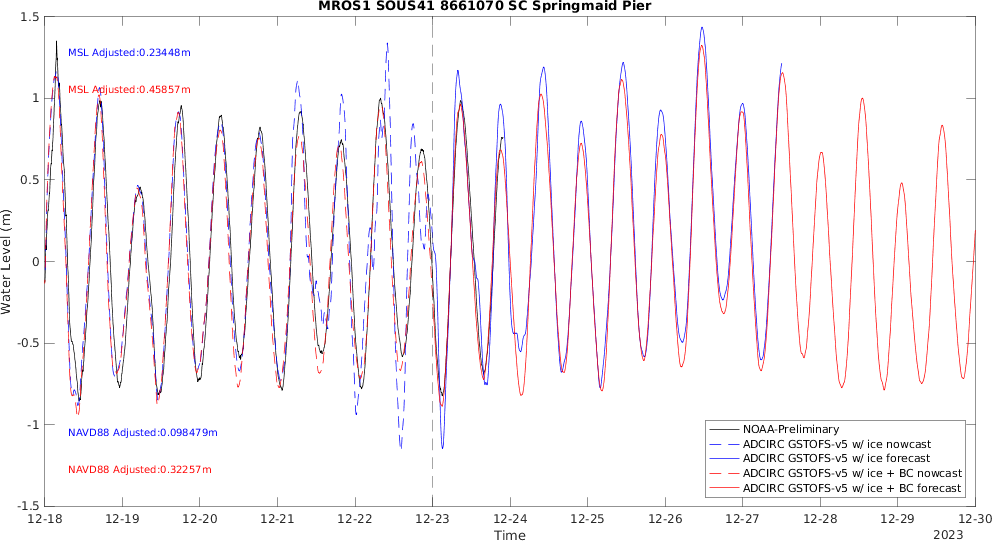 MROS1 SOUS41 8661070 SC Springmaid Pier
1.5
MSL Adjusted:0.23448m
1
MSL Adjusted:0.45857m
0.5
Water Level (m)
0
-0.5
-1
NAVD88 Adjusted:0.098479m
NAVD88 Adjusted:0.32257m
-1.5
NOAA-Preliminary
ADCIRC GSTOFS-v5 w/ ice nowcast
ADCIRC GSTOFS-v5 w/ ice forecast
ADCIRC GSTOFS-v5 w/ ice + BC nowcast
ADCIRC GSTOFS-v5 w/ ice + BC forecast
12-18 12-19 12-20 12-21 12-22 12-23 12-24 12-25 12-26 12-27 12-28 12-29 12-30
Time
2023